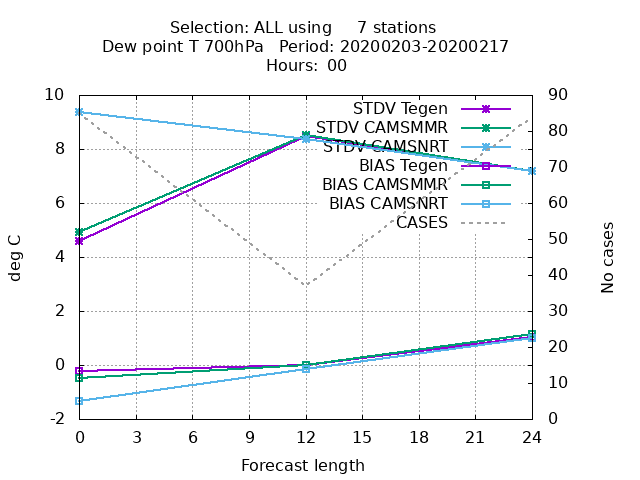 Selection: ALL using     7 stations
Dew point T 700hPa   Period: 20200203-20200217
Hours:  00
10
8
6
4
2
0
-2
90
80
70
60
50
40
30
20
10
0
STDV Tegen
STDV CAMSMMR
STDV CAMSNRT
BIAS Tegen
BIAS CAMSMMR
BIAS CAMSNRT
CASES
deg C
No cases
0 3 6 9 12 15 18 21 24
Forecast length